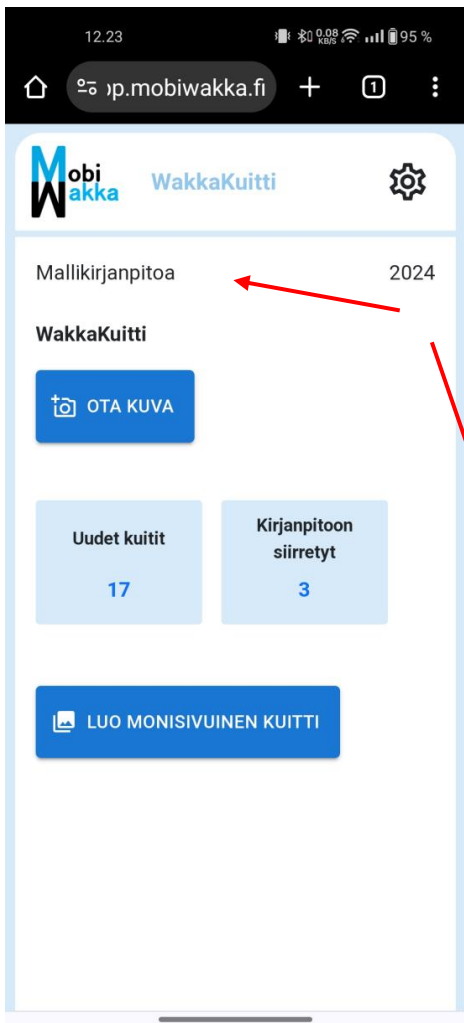 12.23 0.08 KB/S 95 %
op.mobiwakka.fi 1
Mobi
Wakka
WakkaKuitti
Mallikirjanpitoa 2024
WakkaKuitti
OTA KUVA
Uudet kuitit
17
Kirjanpitoon
siirretyt
3
LUO MONISIVUINEN KUITTI